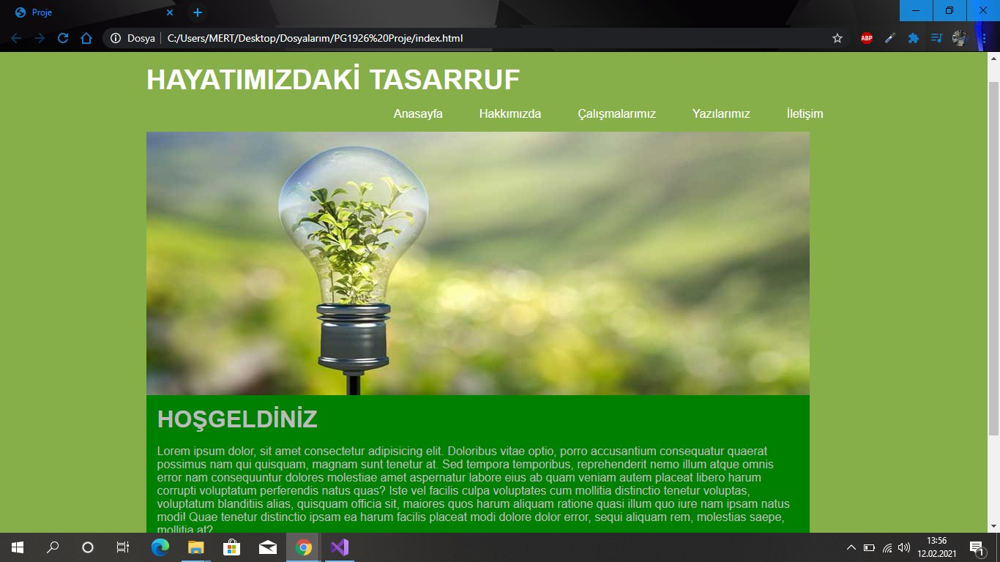 Proje
Dosya
C:/Users/MERT/Desktop/Dosyalarım/PG1926%20Proje/index.html
ABP
HAYATIMIZDAKİ TASARRUF
Anasayfa Hakkımızda Çalışmalarımız Yazılarımız İletişim
HOŞGELDİNİZ
Lorem ipsum dolor, sit amet consectetur adipisicing elit. Doloribus vitae optio, porro accusantium consequatur quaerat
possimus nam qui quisquam, magnam sunt tenetur at. Sed tempora temporibus, reprehenderit nemo illum atque omnis
error nam consequuntur dolores molestiae amet aspernatur labore eius ab quam veniam autem placeat libero harum
corrupti voluptatum perferendis natus quas? Iste vel facilis culpa voluptates cum mollitia distinctio tenetur voluptas,
voluptatum blanditiis alias, quisquam officia sit, maiores quos harum aliquam ratione quasi illum quo iure nam ipsam natus
modi! Quae tenetur distinctio ipsam ea harum facilis placeat modi dolore dolor error, sequi aliquam rem, molestias saepe,
mollitia at?
13:56
12.02.2021
1